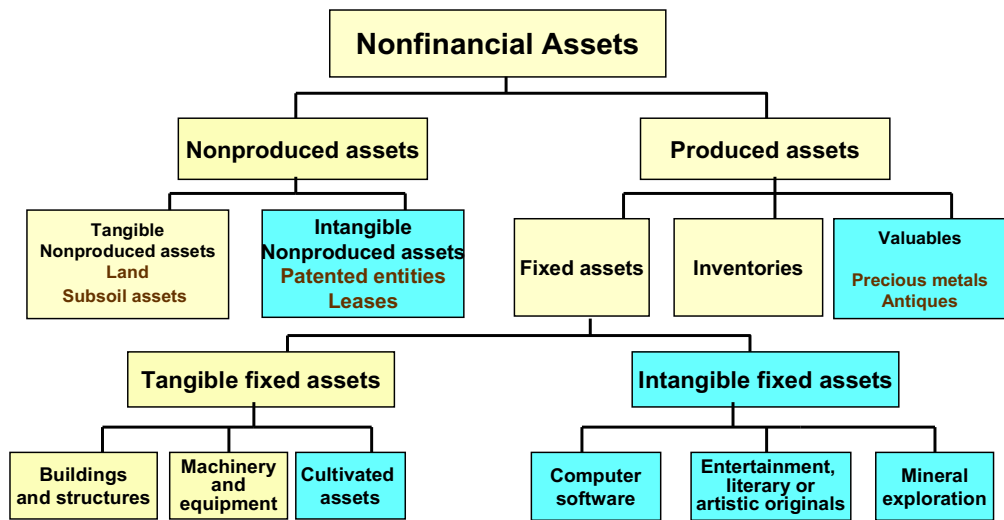 Nonfinancial Assets
Nonproduced assets
Produced assets
Tangible
Nonproduced assets
Land
Subsoil assets
Intangible
Nonproduced assets
Patented entities
Leases
Fixed assets
Inventories
Valuables
Precious metals
Antiques
Tangible fixed assets
Intangible fixed assets
Buildings
and structures
Machinery
and
equipment
Cultivated
assets
Computer
software
Entertainment,
literary or
artistic originals
Mineral
exploration